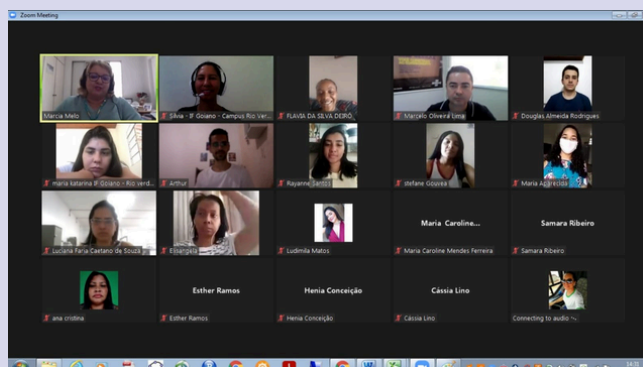 Zoom Meeting
Marcia Melo
Silvia - IF Goiano - Campus Rio Ver...
FLAVIA DA SILVA DEIRÓ
Marcelo Oliveira Lima
Douglas Almeida Rodrigues
maria katarina IF Goiano - Rio verd...
Arthur
Rayanne Santos
stefane Gouvea
Maria Aparecida
Luciana Faria Caetano de Souza
Elisangela
Ludimila Matos
Maria Caroline...
Maria Caroline Mendes Ferreira
Samara Ribeiro
Samara Ribeiro
ana cristina
Esther Ramos
Esther Ramos
Henia Conceição
Henia Conceição
Cássia Lino
Cássia Lino
Connecting to audio